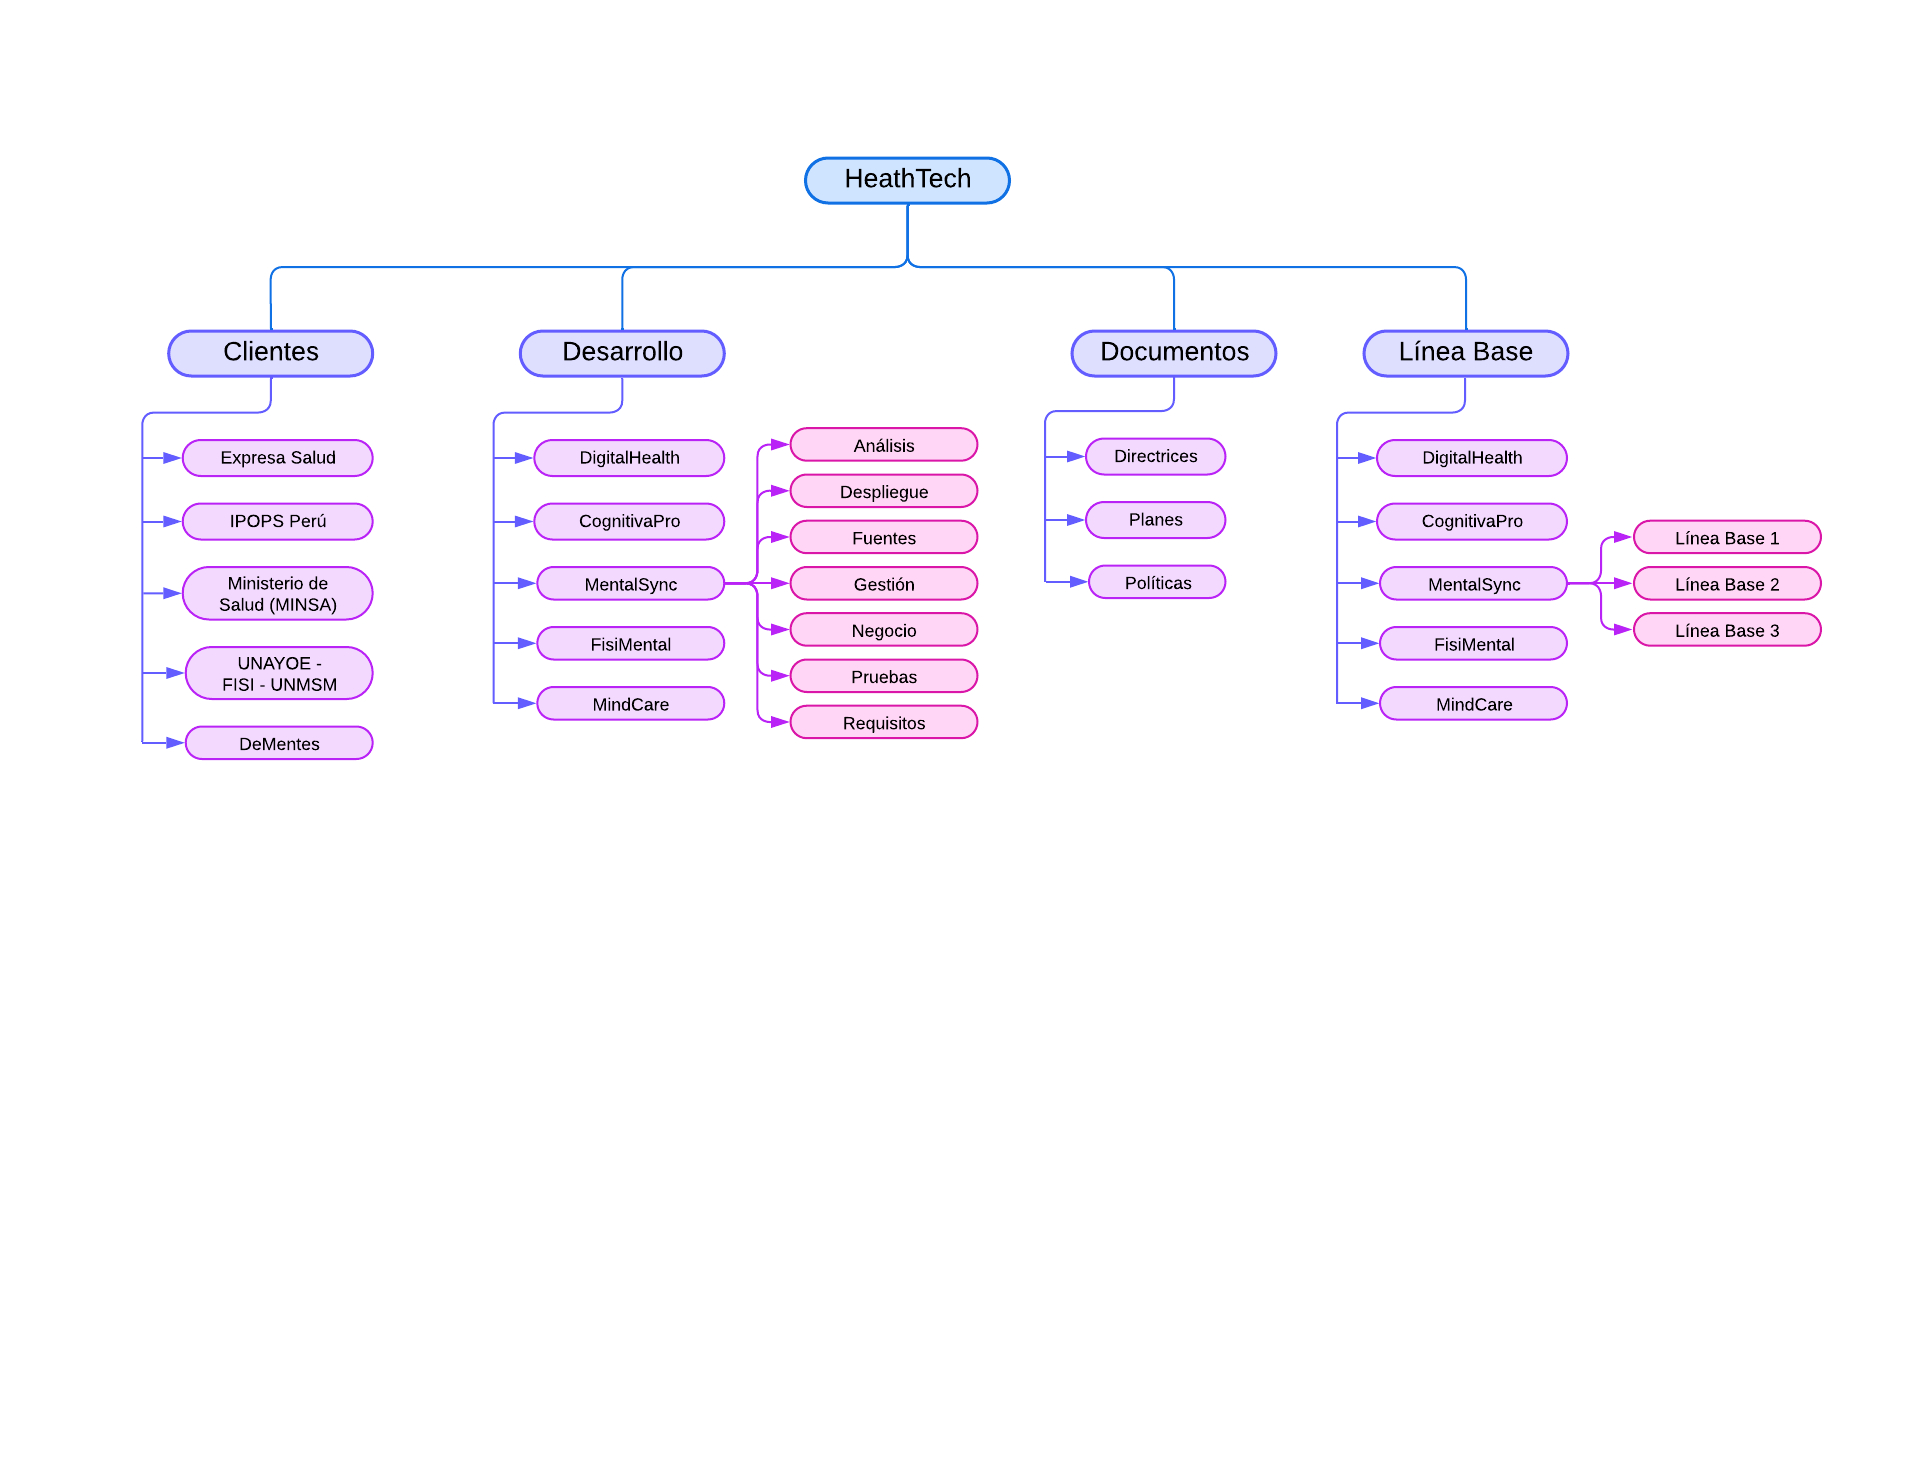 HeathTech
Clientes
Expresa Salud
IPOPS Perú
Ministerio de
Salud (MINSA)
UNAYOE -
FISI - UNMSM
DeMentes
Desarrollo
DigitalHealth
CognitivaPro
MentalSync
FisiMental
MindCare
Análisis
Despliegue
Fuentes
Gestión
Negocio
Pruebas
Requisitos
Documentos
Directrices
Planes
Políticas
Línea Base
DigitalHealth
CognitivaPro
MentalSync
FisiMental
MindCare
Línea Base 1
Línea Base 2
Línea Base 3